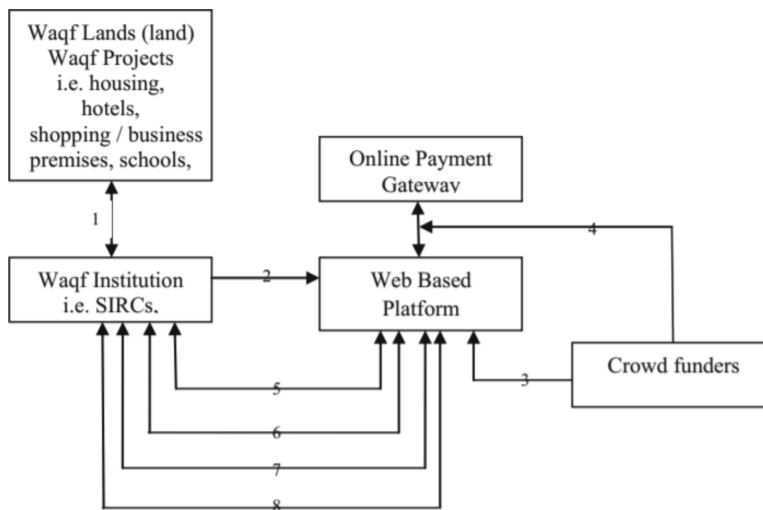 Waqf Lands (land)
Waqf Projects
i.e. housing,
hotels,
shopping / business
premises, schools,
1
Online Payment
Gateway
4
Waqf Institution
i.e. SIRCs,
2
Web Based
Platform
Crowd funders
3
5
6
7
8